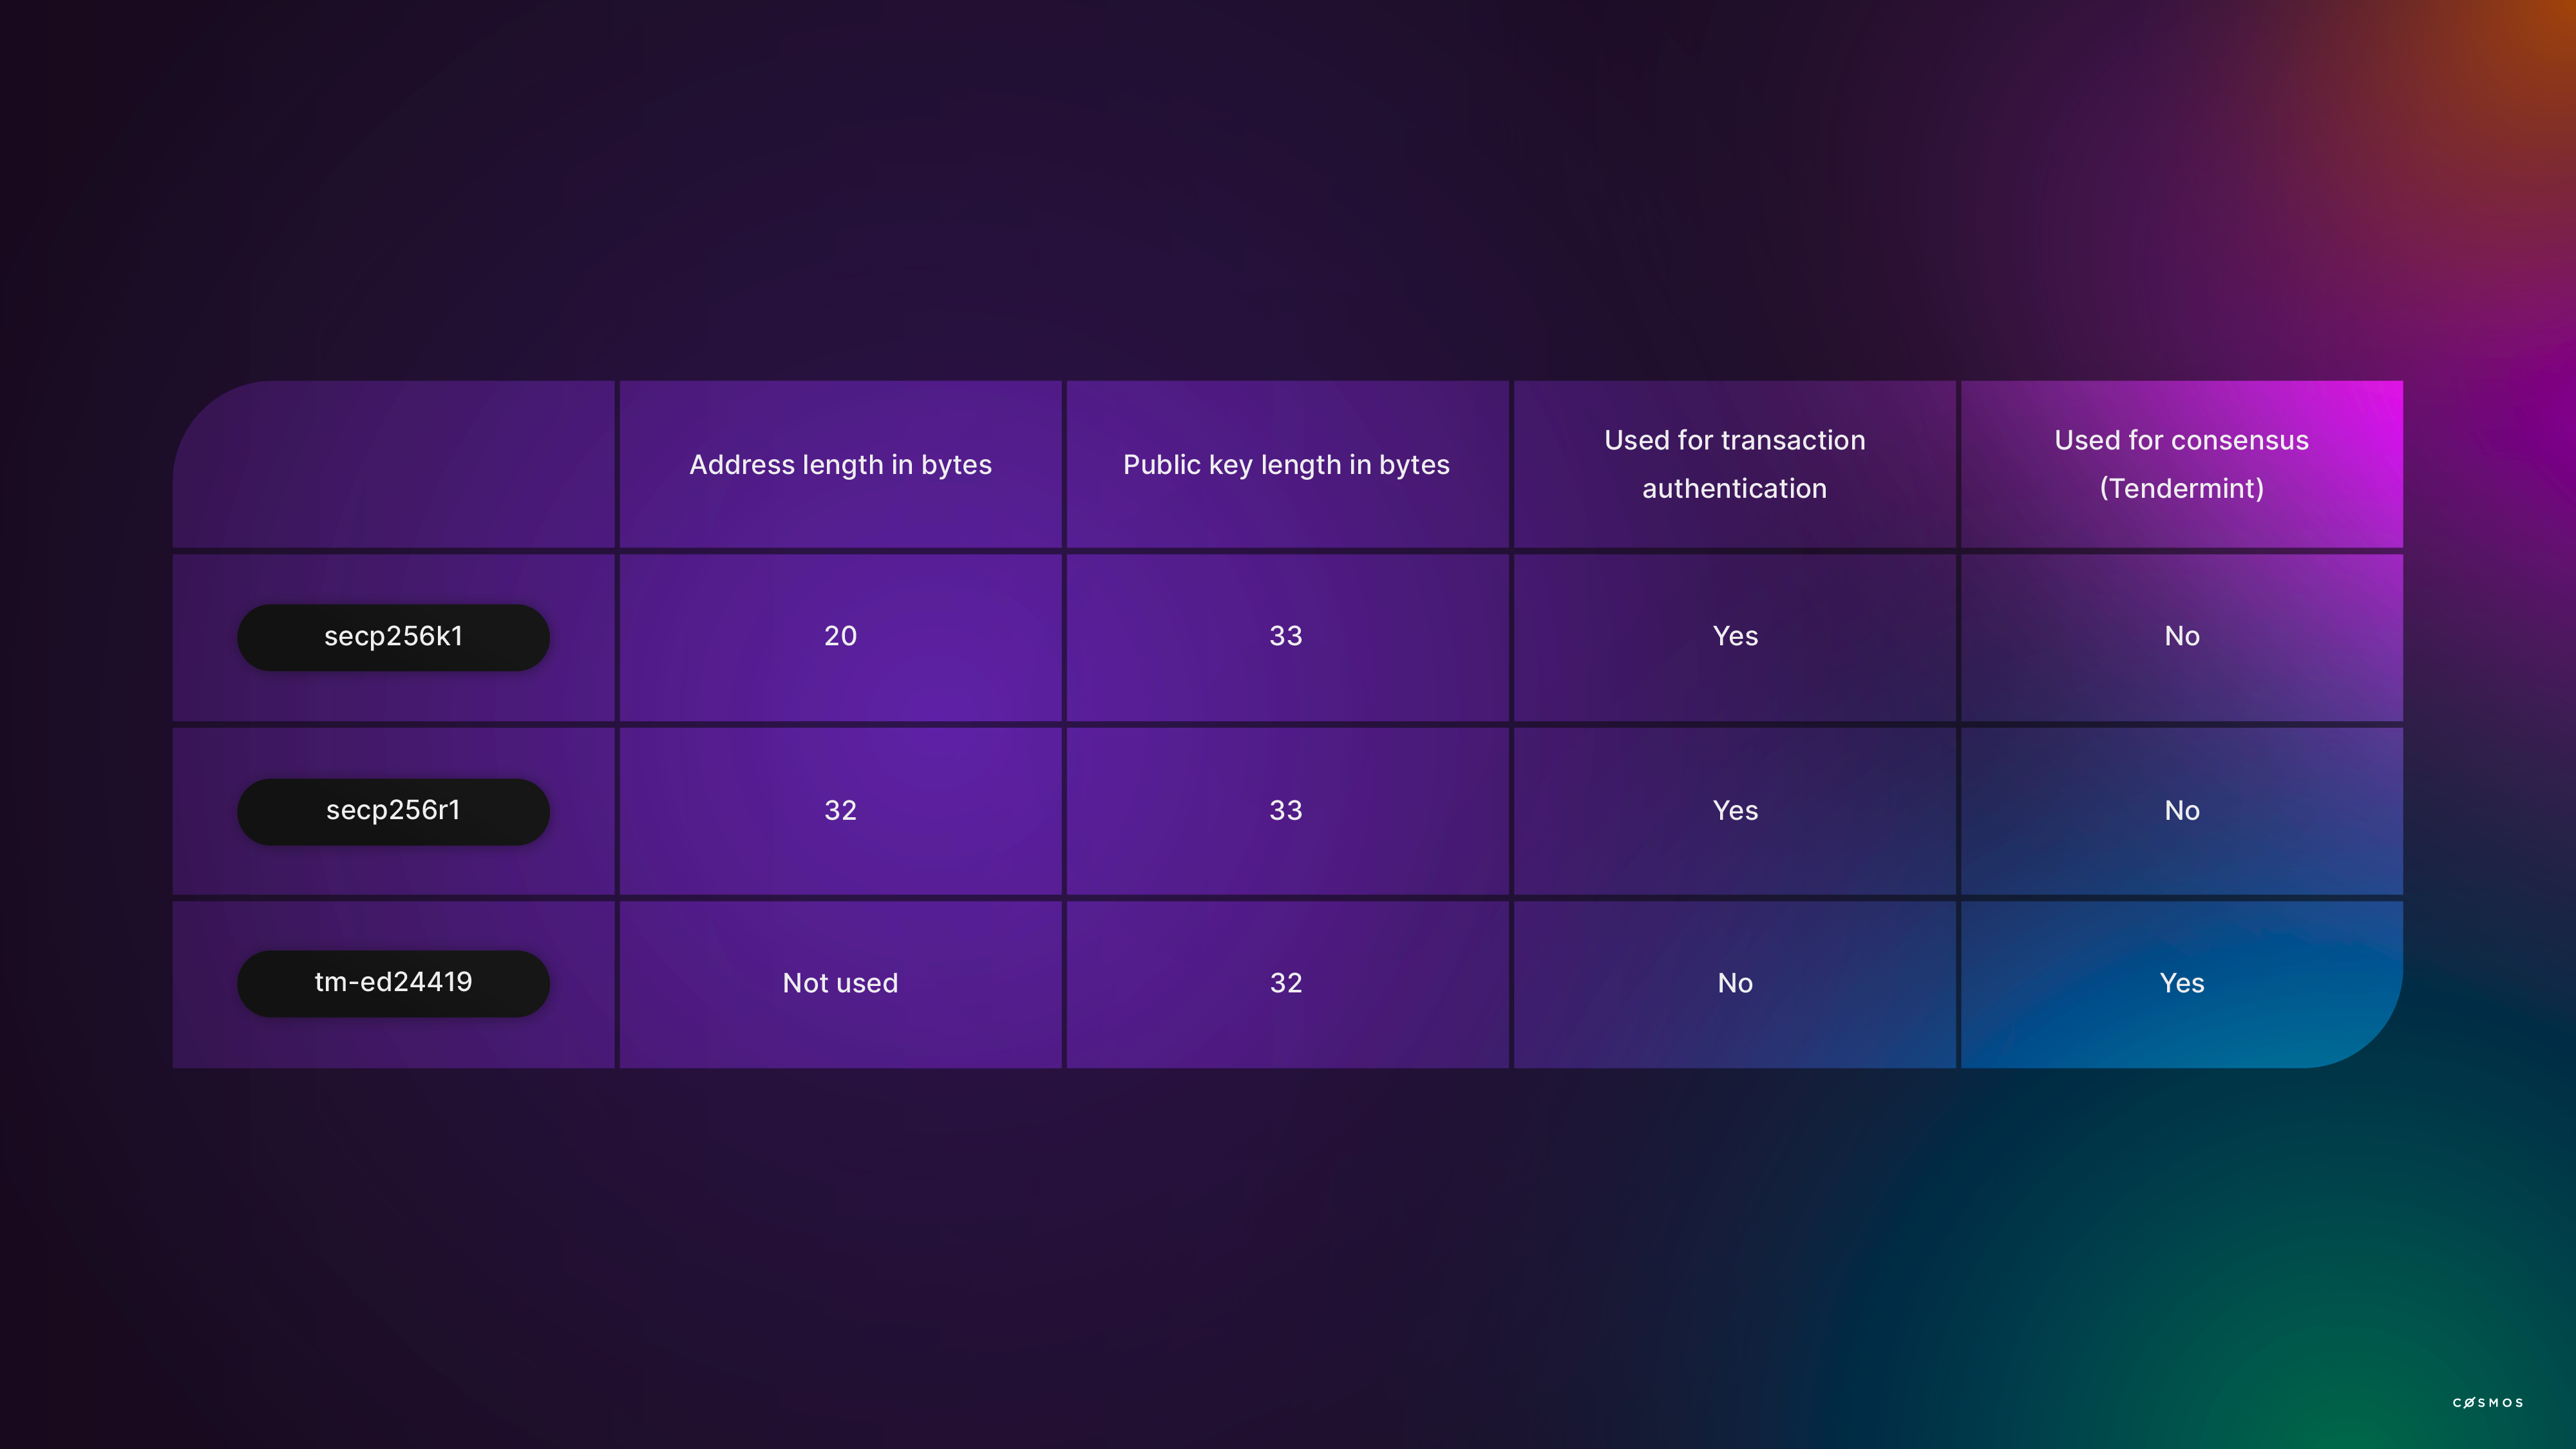 Address length in bytes
Public key length in bytes
Used for transaction
authentication
Used for consensus
(Tendermint)
secp256k1
20
33
Yes
No
secp256r1
32
33
Yes
No
tm-ed24419
Not used
32
No
Yes
COSMOS